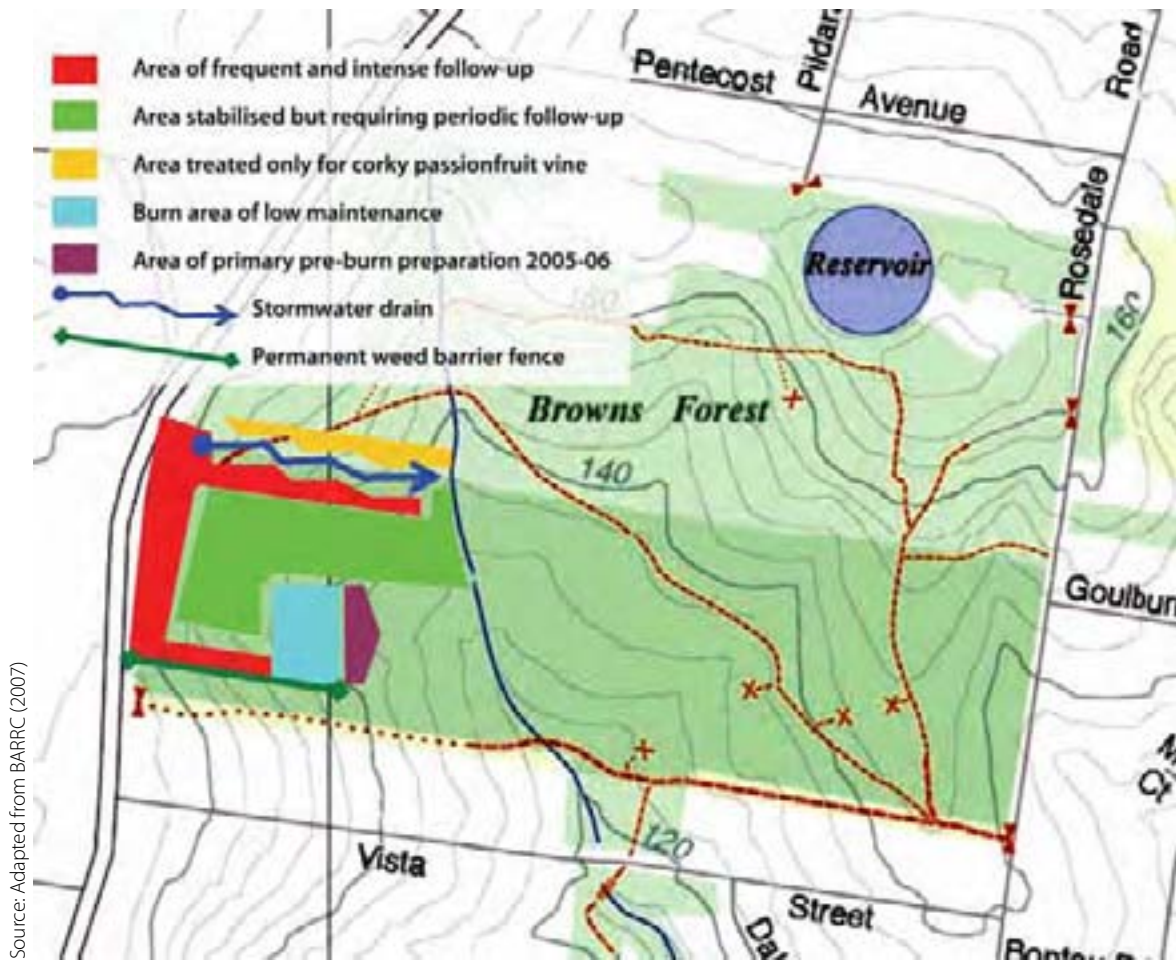 Area of frequent and intense follow-up
Area stabilised but requiring periodic follow-up
Area treated only for corky passionfruit vine
Burn area of low maintenance
Area of primary pre-burn preparation 2005-06
Stormwater drain
Permanent weed barrier fence
Pentecost
Avenue
Road
Rosedale
Reservoir
160
160
Browns Forest
140
Goulbur
120
Vista
Street
Ct
Source: Adapted from BARRC (2007)